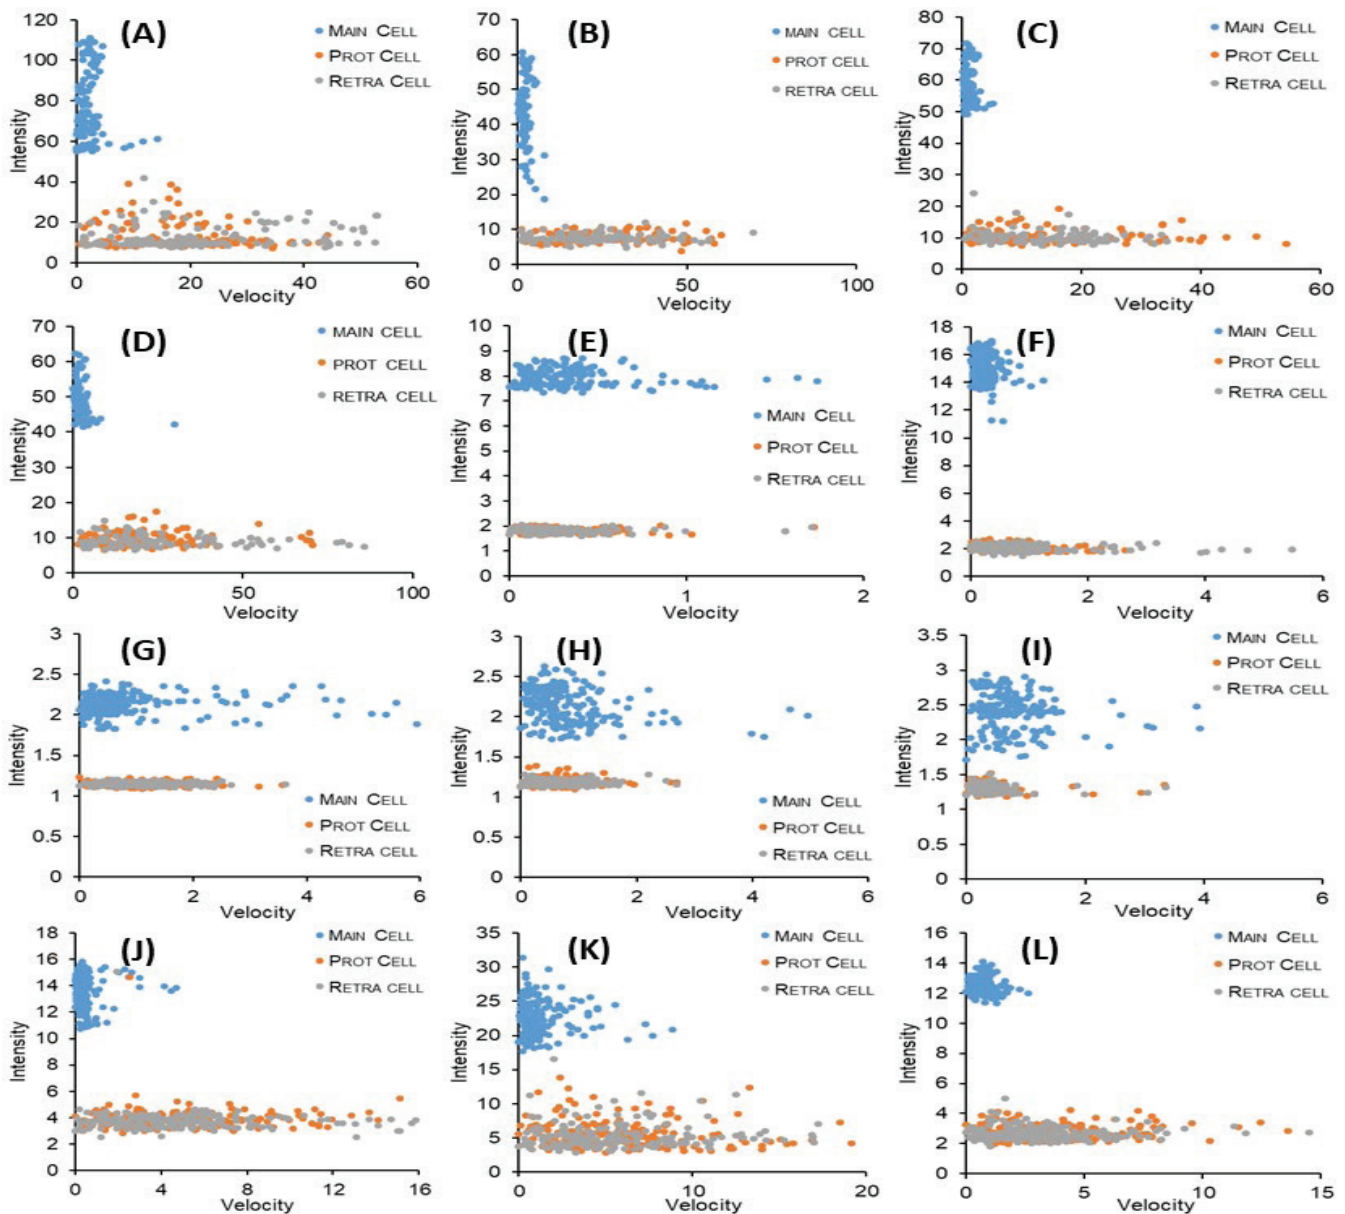 (A)
120
100
80
60
40
20
0
Intensity
0 20 40 60
Velocity
MAIN CELL
PROT CELL
RETRA CELL
(B)
70
60
50
40
30
20
10
0
Intensity
0 50 100
Velocity
MAIN CELL
PROT CELL
RETRA CELL
(C)
80
70
60
50
40
30
20
10
0
Intensity
0 20 40 60
Velocity
MAIN CELL
PROT CELL
RETRA CELL
(D)
70
60
50
40
30
20
10
0
Intensity
0 50 100
Velocity
MAIN CELL
PROT CELL
RETRA CELL
(E)
10
9
8
7
6
5
4
3
2
1
0
Intensity
0 1 2
Velocity
MAIN CELL
PROT CELL
RETRA CELL
(F)
18
16
14
12
10
8
6
4
2
0
Intensity
0 2 4 6
Velocity
MAIN CELL
PROT CELL
RETRA CELL
(G)
3
2.5
2
1.5
1
0.5
0
Intensity
0 2 4 6
Velocity
MAIN CELL
PROT CELL
RETRA CELL
(H)
3
2.5
2
1.5
1
0.5
0
Intensity
0 2 4 6
Velocity
MAIN CELL
PROT CELL
RETRA CELL
(I)
3.5
3
2.5
2
1.5
1
0.5
0
Intensity
0 2 4 6
Velocity
MAIN CELL
PROT CELL
RETRA CELL
(J)
18
16
14
12
10
8
6
4
2
0
Intensity
0 4 8 12 16
Velocity
MAIN CELL
PROT CELL
RETRA CELL
(K)
35
30
25
20
15
10
5
0
Intensity
0 10 20
Velocity
MAIN CELL
PROT CELL
RETRA CELL
(L)
16
14
12
10
8
6
4
2
0
Intensity
0 5 10 15
Velocity
MAIN CELL
PROT CELL
RETRA CELL